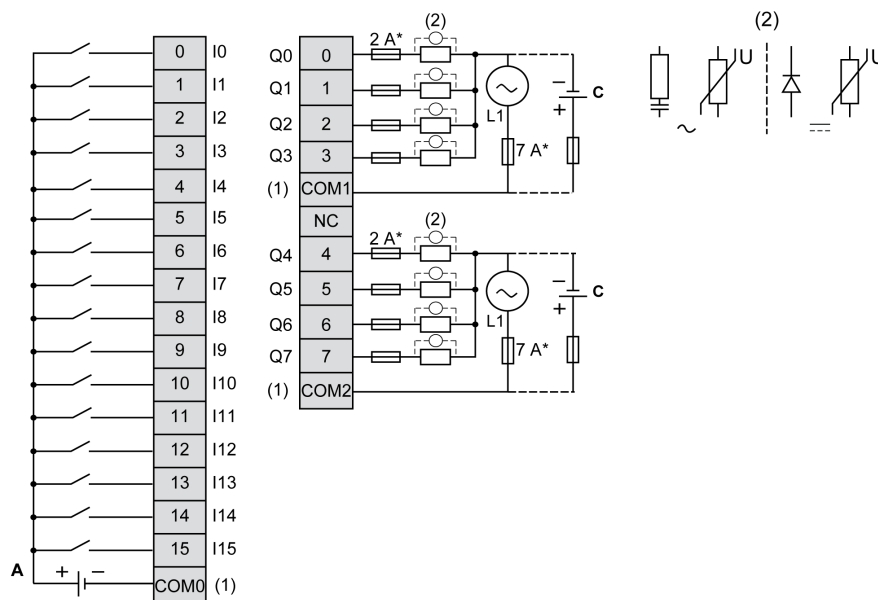 0 I0
1 I1
2 I2
3 I3
4 I4
5 I5
6 I6
7 I7
8 I8
9 I9
10 I10
11 I11
12 I12
13 I13
14 I14
15 I15
A + − COM0 (1)
(2)
Q0 0 2 A*
Q1 1
Q2 2
Q3 3
(1) COM1
L1
7 A*
− + C
NC
(2)
Q4 4 2 A*
Q5 5
Q6 6
Q7 7
(1) COM2
L1
7 A*
− + C
(2)
U U